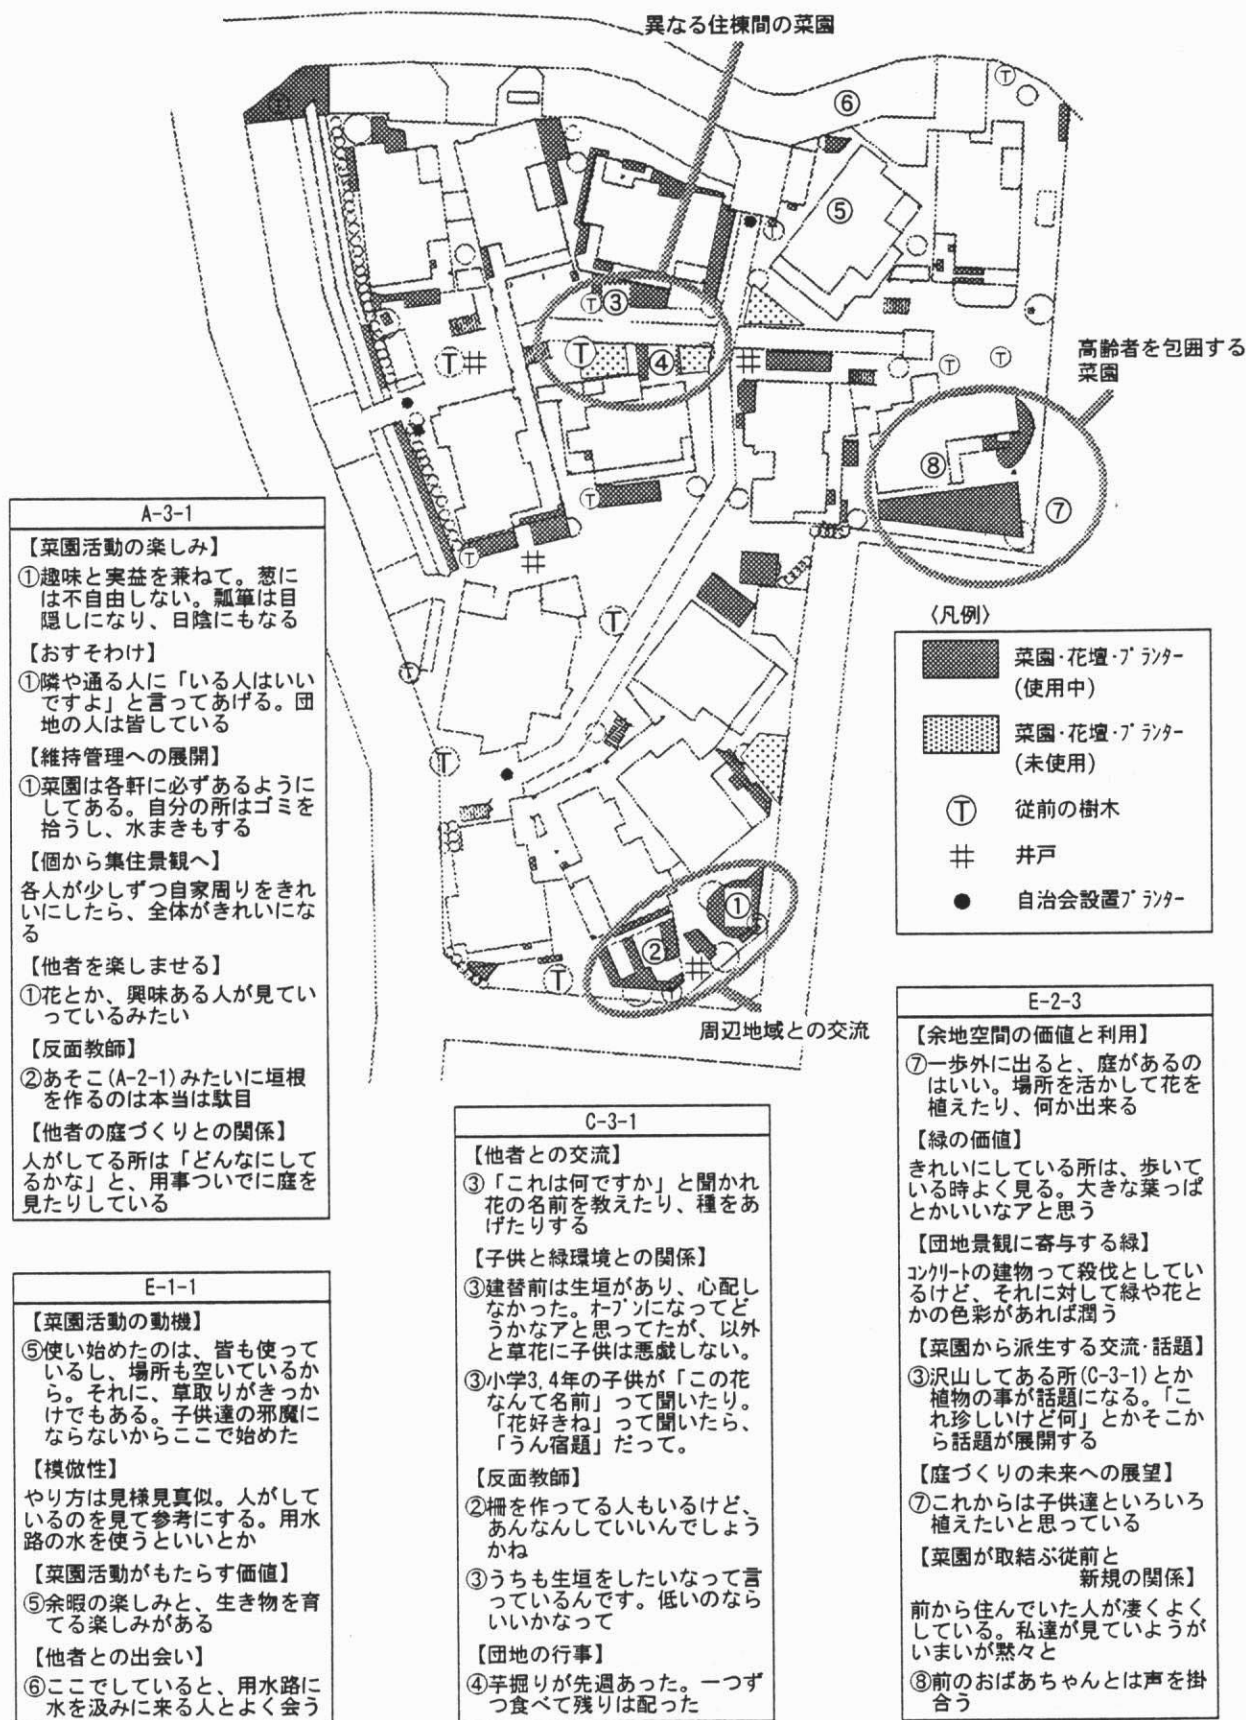 異なる住棟間の菜園
⑥
Ⓣ
⑤
③
④
高齢者を包囲する
菜園
⑧
⑦
①
②
周辺地域との交流
〈凡例〉
菜園・花壇・プランター
(使用中)
菜園・花壇・プランター
(未使用)
Ⓣ 従前の樹木
井 井戸
● 自治会設置プランター
A-3-1
【菜園活動の楽しみ】
①趣味と実益を兼ねて。葱に
は不自由しない。瓢箪は目
隠しになり、日陰にもなる
【おすそわけ】
①隣や通る人に「いる人はいい
ですよ」と言ってあげる。団
地の人は皆している
【維持管理への展開】
①菜園は各軒に必ずあるように
してある。自分の所はゴミを
拾うし、水まきもする
【個から集住景観へ】
各人が少しずつ自家周りをきれ
いにしたら、全体がきれいにな
る
【他者を楽しませる】
①花とか、興味ある人が見てい
っているみたい
【反面教師】
②あそこ(A-2-1)みたいに垣根
を作るのは本当は駄目
【他者の庭づくりとの関係】
人がしてる所は「どんなにして
るかな」と、用事ついでに庭を
見たりしている
E-1-1
【菜園活動の動機】
⑤使い始めたのは、皆も使って
いるし、場所も空いているか
ら。それに、草取りがきっか
けでもある。子供達の邪魔に
ならないからここで始めた
【模倣性】
やり方は見様見真似。人がして
いるのを見て参考にする。用水
路の水を使うといいとか
【菜園活動がもたらす価値】
⑤余暇の楽しみと、生き物を育
てる楽しみがある
【他者との出会い】
⑥ここでしていると、用水路に
水を汲みに来る人とよく会う
C-3-1
【他者との交流】
③「これは何ですか」と聞かれ
花の名前を教えたり、種をあ
げたりする
【子供と緑環境との関係】
③建替前は生垣があり、心配し
なかった。オープンになってど
うかなアと思ってたが、以外
と草花に子供は悪戯しない。
③小学3,4年の子供が「この花
なんて名前」って聞いたり。
「花好きね」って聞いたら、
「うん宿題」だって。
【反面教師】
②柵を作ってる人もいるけど、
あんなんしていいんでしょう
かね
③うちも生垣をしたいなって言
っているんです。低いのなら
いいかなって
【団地の行事】
④芋掘りが先週あった。一つず
つ食べて残りは配った
E-2-3
【余地空間の価値と利用】
⑦一歩外に出ると、庭があるの
はいい。場所を活かして花を
植えたり、何か出来る
【緑の価値】
きれいにしている所は、歩いて
いる時よく見る。大きな葉っぱ
とかいいなアと思う
【団地景観に寄与する緑】
コンクリートの建物って殺伐としてい
るけど、それに対して緑や花と
かの色彩があれば潤う
【菜園から派生する交流・話題】
③沢山してある所(C-3-1)とか
植物の事が話題になる。「こ
れ珍しいけど何」とかそこか
ら話題が展開する
【庭づくりの未来への展望】
⑦これからは子供達といろいろ
植えたいと思っている
【菜園が取結ぶ従前と
新規の関係】
前から住んでいた人が凄くよく
している。私達が見ていようが
いまいが黙々と
⑧前のおばあちゃんとは声を掛
合う